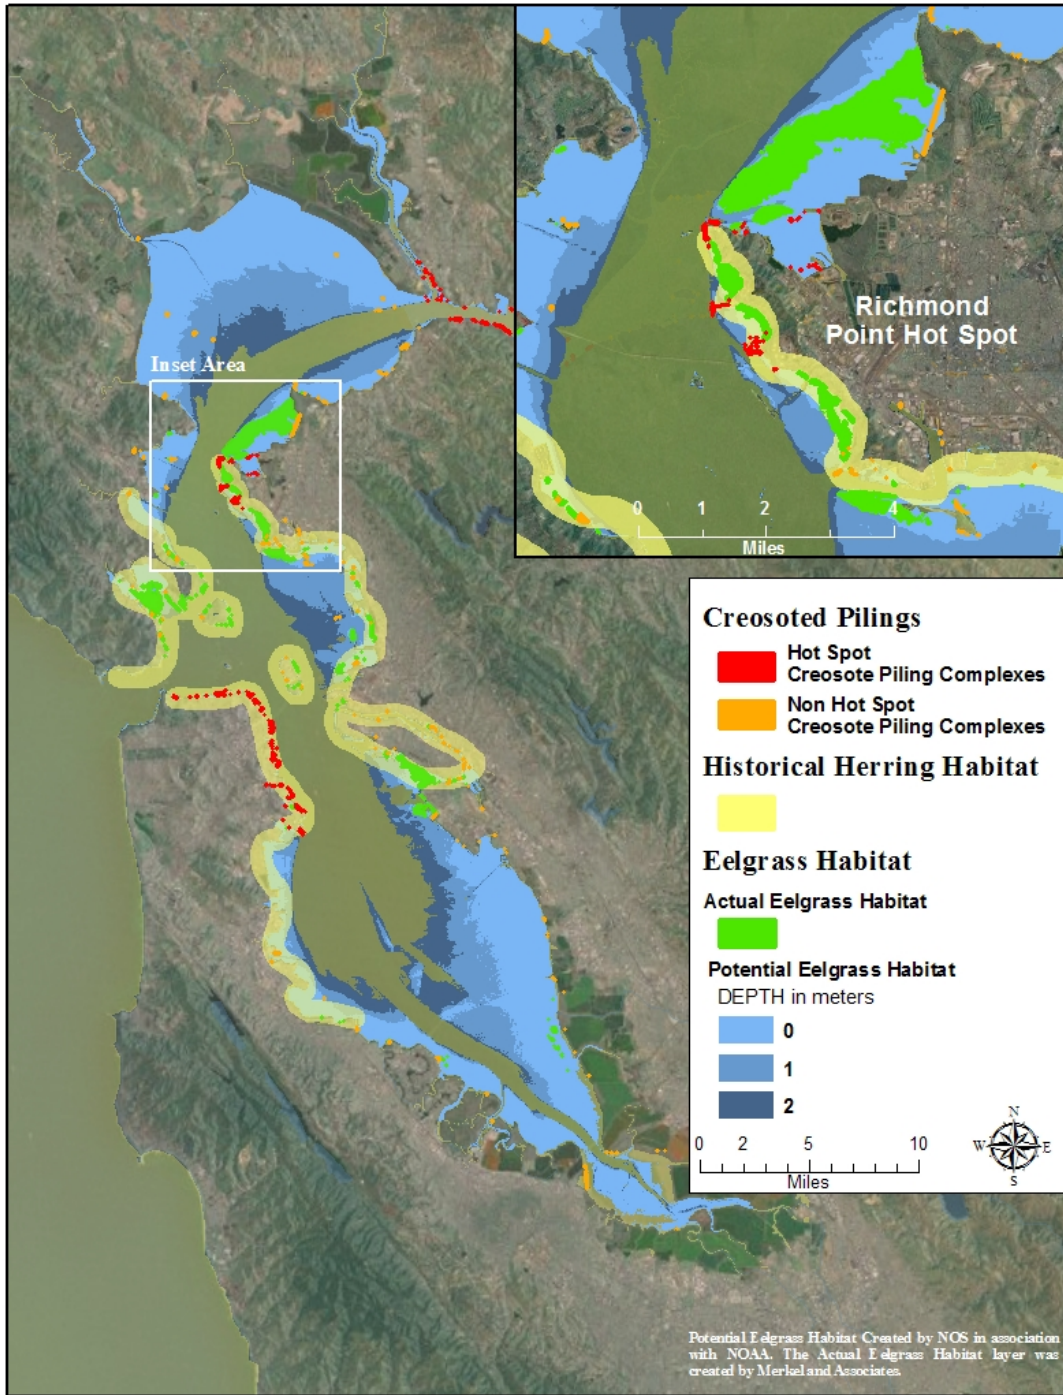 Inset Area
Richmond
Point Hot Spot
0 1 2 4
Miles
Creosoted Pilings
Hot Spot
Creosote Piling Complexes
Non Hot Spot
Creosote Piling Complexes
Historical Herring Habitat
Eelgrass Habitat
Actual Eelgrass Habitat
Potential Eelgrass Habitat
DEPTH in meters
0
1
2
0 2 5 10
Miles
N
W E
S
Potential Eelgrass Habitat Created by NOS in association
with NOAA. The Actual Eelgrass Habitat layer was
created by Merkel and Associates.